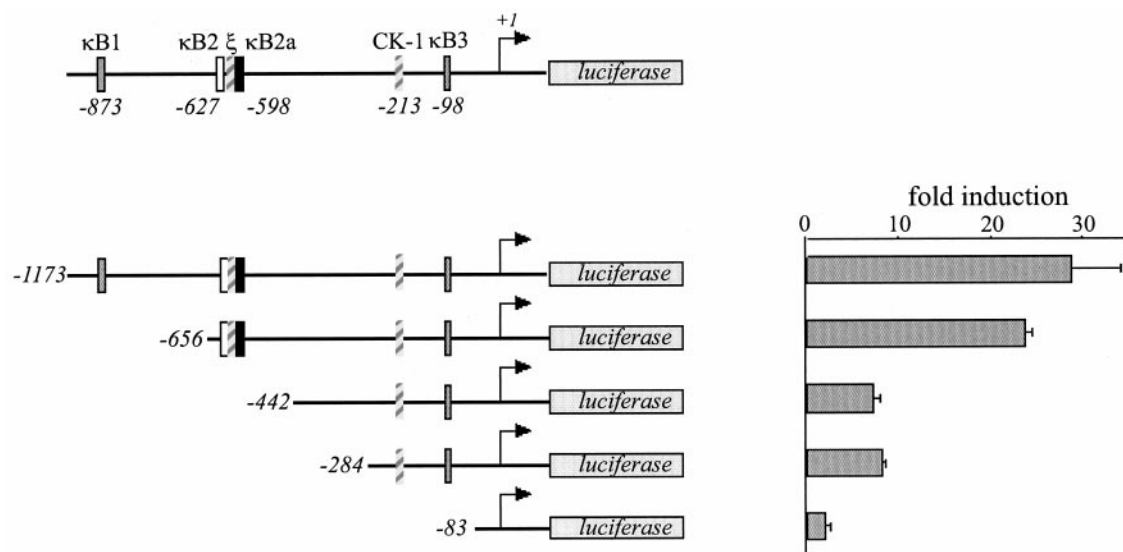 +1
κB1 κB2 ξ κB2a CK-1 κB3
luciferase
-873 -627 -598 -213 -98
fold induction
0 10 20 30
-1173 luciferase
-656 luciferase
-442 luciferase
-284 luciferase
-83 luciferase